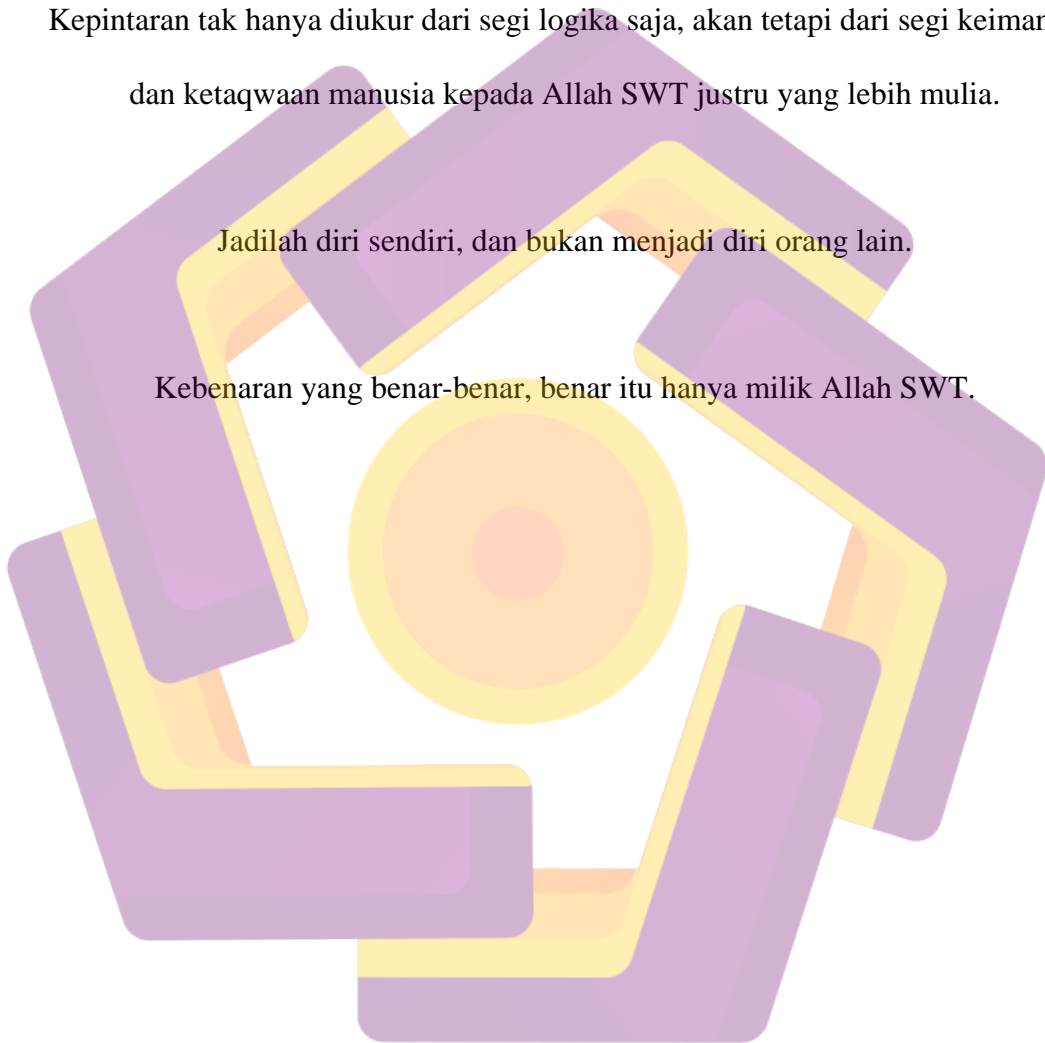 Kepintaran tak hanya diukur dari segi logika saja, akan tetapi dari segi
dan ketaqwaan manusia kepada Allah SWT justru yang lebih mulia.
Jadilah diri sendiri, dan bukan menjadi diri orang lain.
Kebenaran yang benar-benar, benar itu hanya milik Allah SWT.